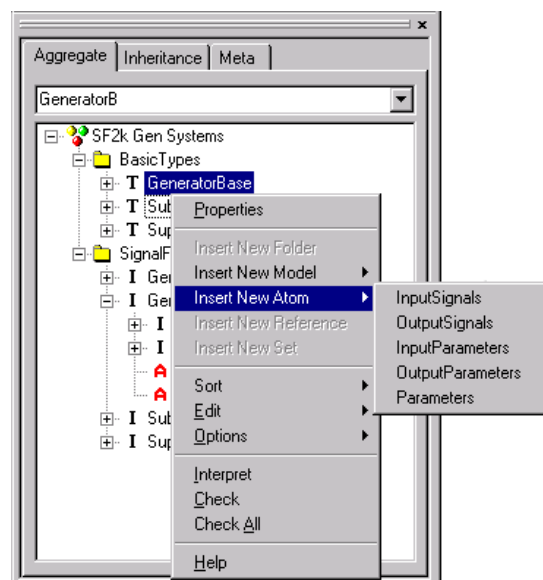 Aggregate Inheritance Meta
GeneratorB
SF2k Gen Systems
BasicTypes
T GeneratorBase
T Sub
T Sup
SignalF
I Ger
I Ger
I
I
A
A
I Sub
I Sup
Properties
Insert New Folder
Insert New Model
Insert New Atom
Insert New Reference
Insert New Set
Sort
Edit
Options
Interpret
Check
Check All
Help
InputSignals
OutputSignals
InputParameters
OutputParameters
Parameters